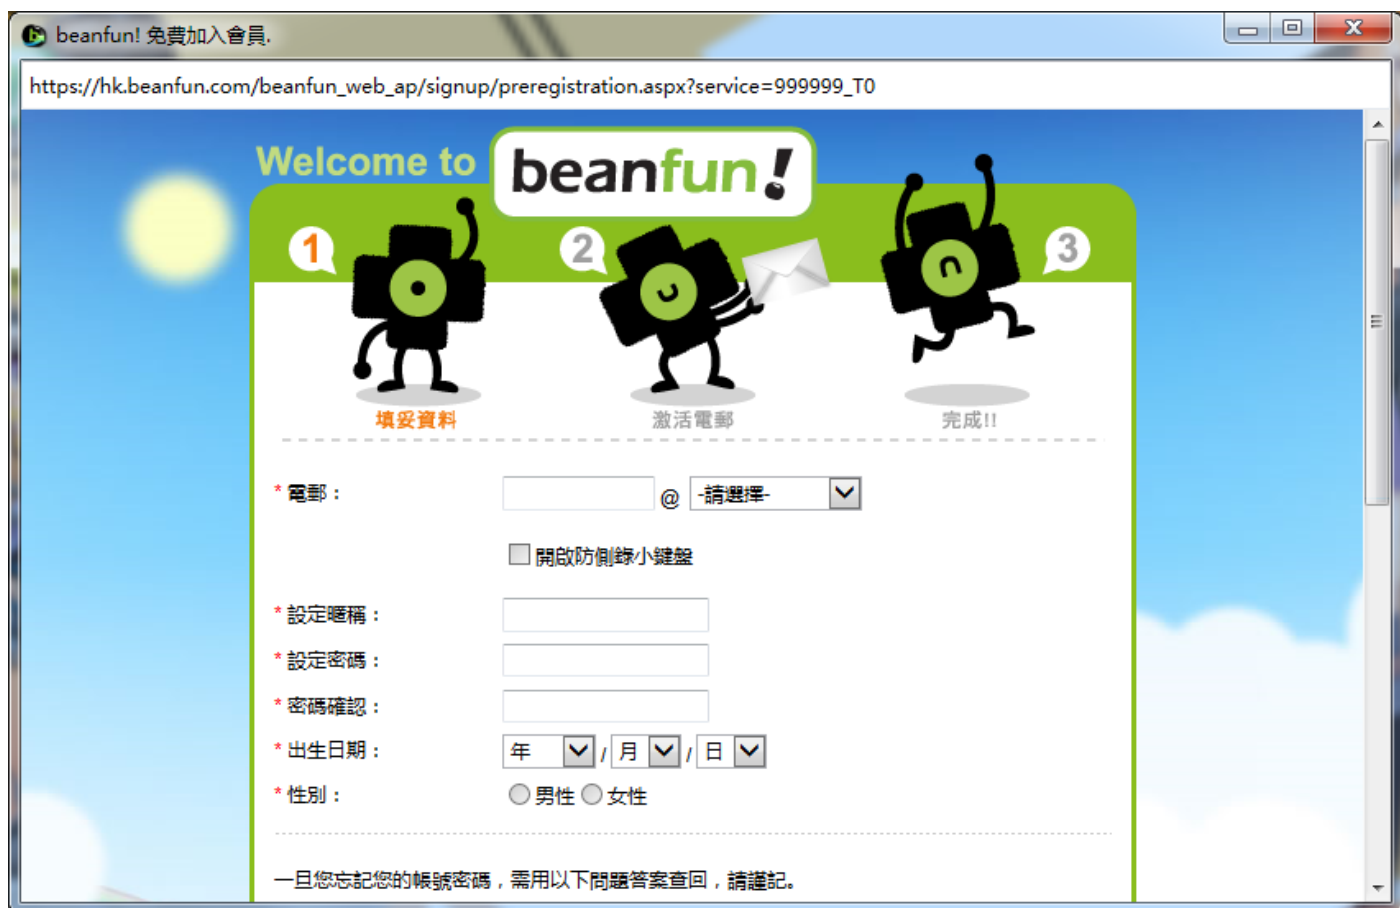 beanfun! 免費加入會員.
https://hk.beanfun.com/beanfun_web_ap/signup/preregistration.aspx?service=999999_T0
Welcome to beanfun!
1 2 3
填妥資料 激活電郵 完成!!
* 電郵： @ -請選擇-
開啟防側錄小鍵盤
* 設定暱稱：
* 設定密碼：
* 密碼確認：
* 出生日期： 年 / 月 / 日
* 性別： 男性 女性
一旦您忘記您的帳號密碼，需用以下問題答案查回，請謹記。